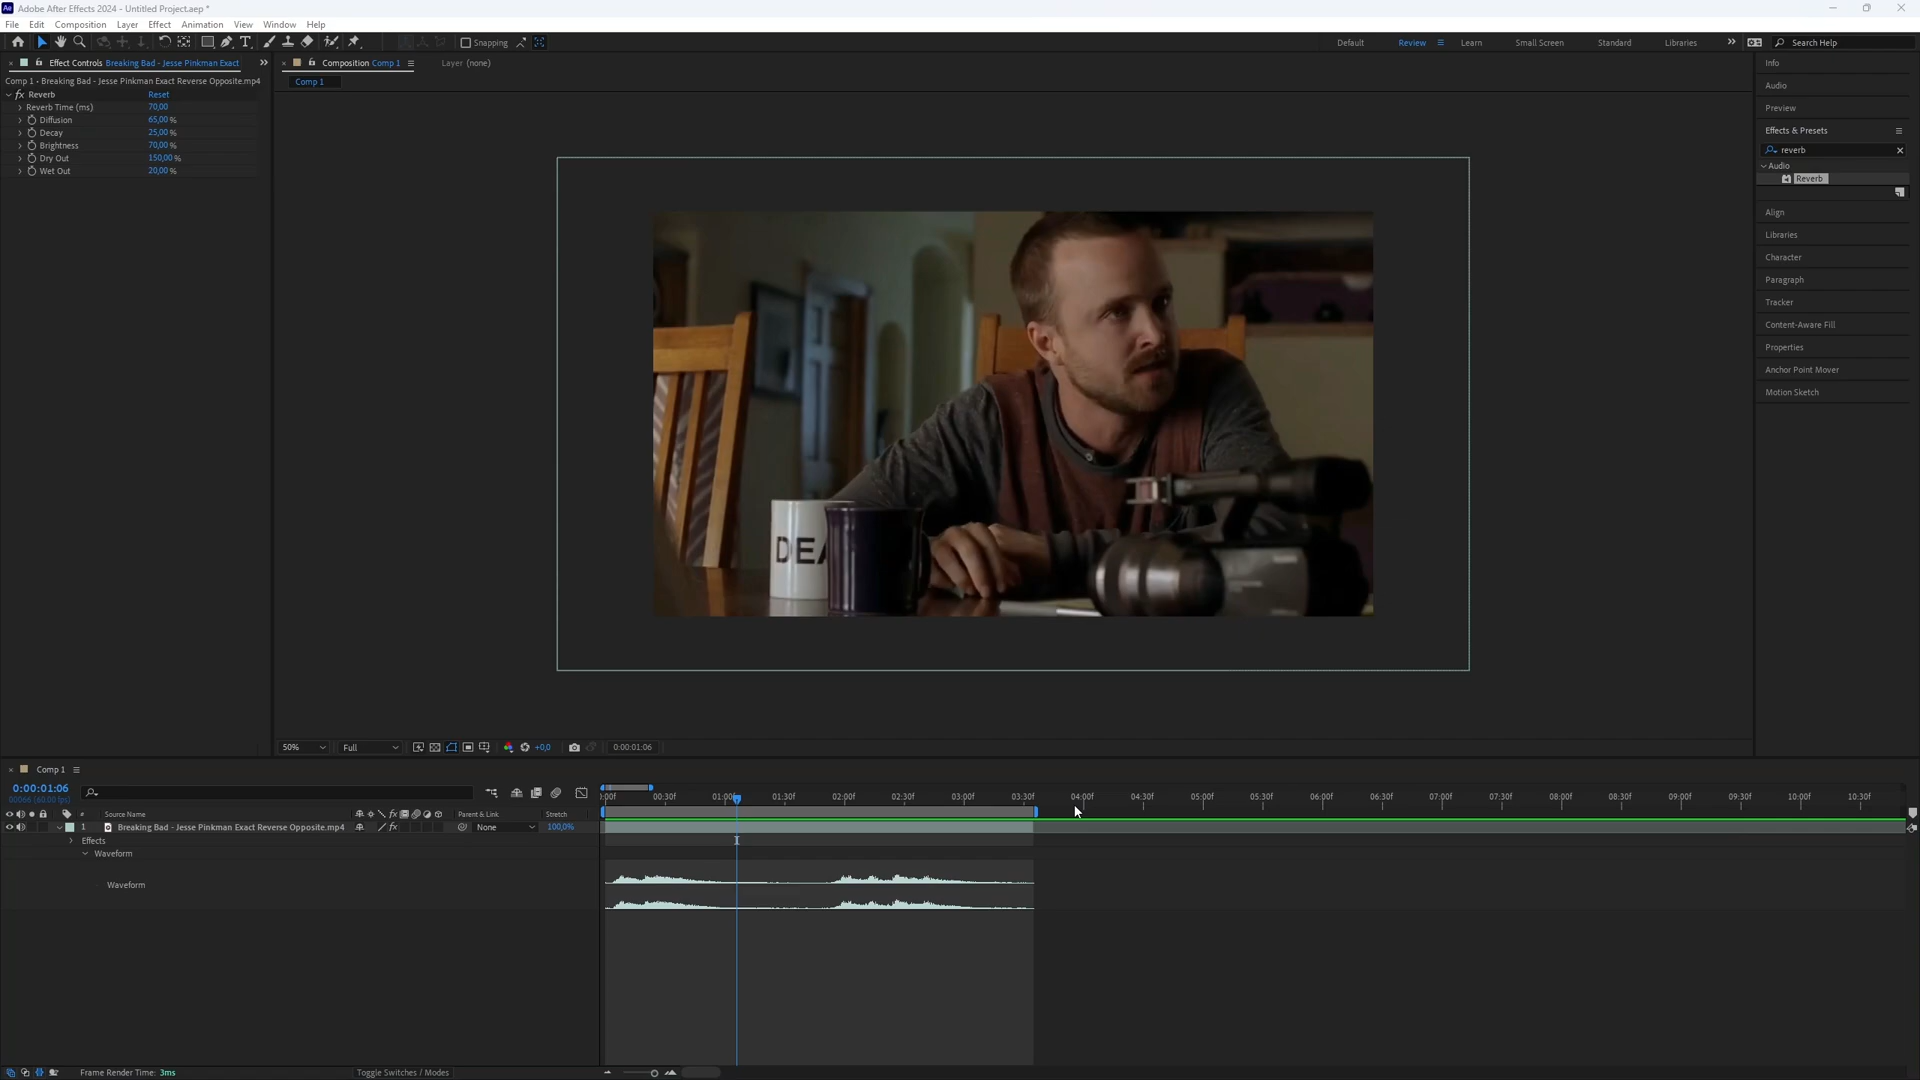 Adobe After Effects 2024 - Untitled Project.aep *
File Edit Composition Layer Effect Animation View Window Help
Snapping Default Review Learn Small Screen Standard Libraries Search Help
Effect Controls Breaking Bad - Jesse Pinkman Exact
Composition Comp 1
Layer (none)
Comp 1 • Breaking Bad - Jesse Pinkman Exact Reverse Opposite.mp4
Comp 1
fx Reverb Reset
Reverb Time (ms) 70,00
Diffusion 65,00 %
Decay 25,00 %
Brightness 70,00 %
Dry Out 150,00 %
Wet Out 20,00 %
Info
Audio
Preview
Effects & Presets
reverb
Audio
Reverb
Align
Libraries
Character
Paragraph
Tracker
Content-Aware Fill
Properties
Anchor Point Mover
Motion Sketch
DEA
50% Full +0,0 0:00:01:06
Comp 1
0:00:01:06
00066 (60.00 fps)
:00f 00:30f 01:00f 01:30f 02:00f 02:30f 03:00f 03:30f 04:00f 04:30f 05:00f 05:30f 06:00f 06:30f 07:00f 07:30f 08:00f 08:30f 09:00f 09:30f 10:00f 10:30f
# Source Name fx Parent & Link Stretch
1 Breaking Bad - Jesse Pinkman Exact Reverse Opposite.mp4 fx None 100,0%
Effects
Waveform
Waveform
Frame Render Time: 3ms Toggle Switches / Modes